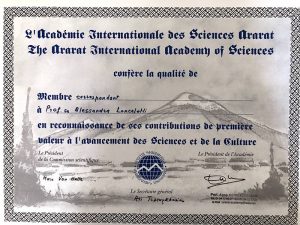 L'Académie Internationale des Sciences Ararat
The Ararat International Academy of Sciences
confère la qualité de
Membre correspondant
à Prof.
en reconnaissance de ses contributions de première
valeur à l'avancement des Sciences et de la Culture
Le Président
de la Commission scientifique
Le Président de l'Académie
Le Secrétaire général